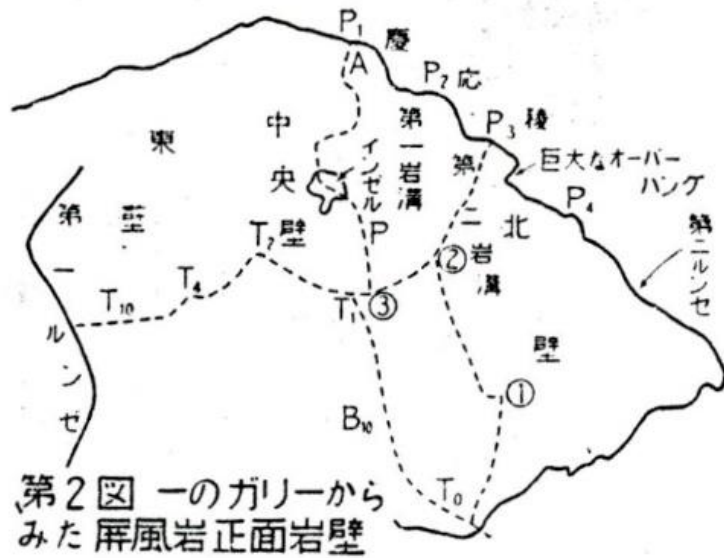 P₁
慶
A
P₂
応
P₃
稜
巨大なオーバー
ハング
P₄
第二ルンゼ
東
壁
中
央
壁
インゼル
第一岩溝
第二岩溝
北
壁
第一ルンゼ
T₁₀
T₄
T₂
P
②
T₁
③
①
B₁₀
T₀
第2図 一のガリーから
みた屏風岩正面岩壁